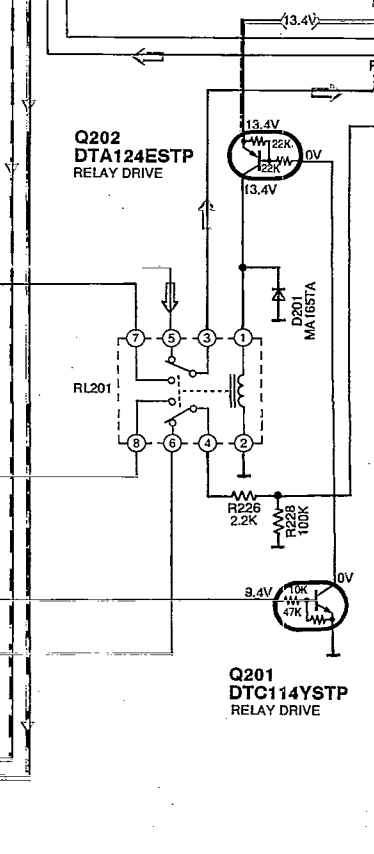 13.4V
Q202
DTA124ESTP
RELAY DRIVE
13.4V
22K
22K
0V
13.4V
D201
MA165TA
7
5
3
1
RL201
8
6
4
2
R226
2.2K
R228
100K
0V
9.4V
10K
47K
Q201
DTC114YSTP
RELAY DRIVE